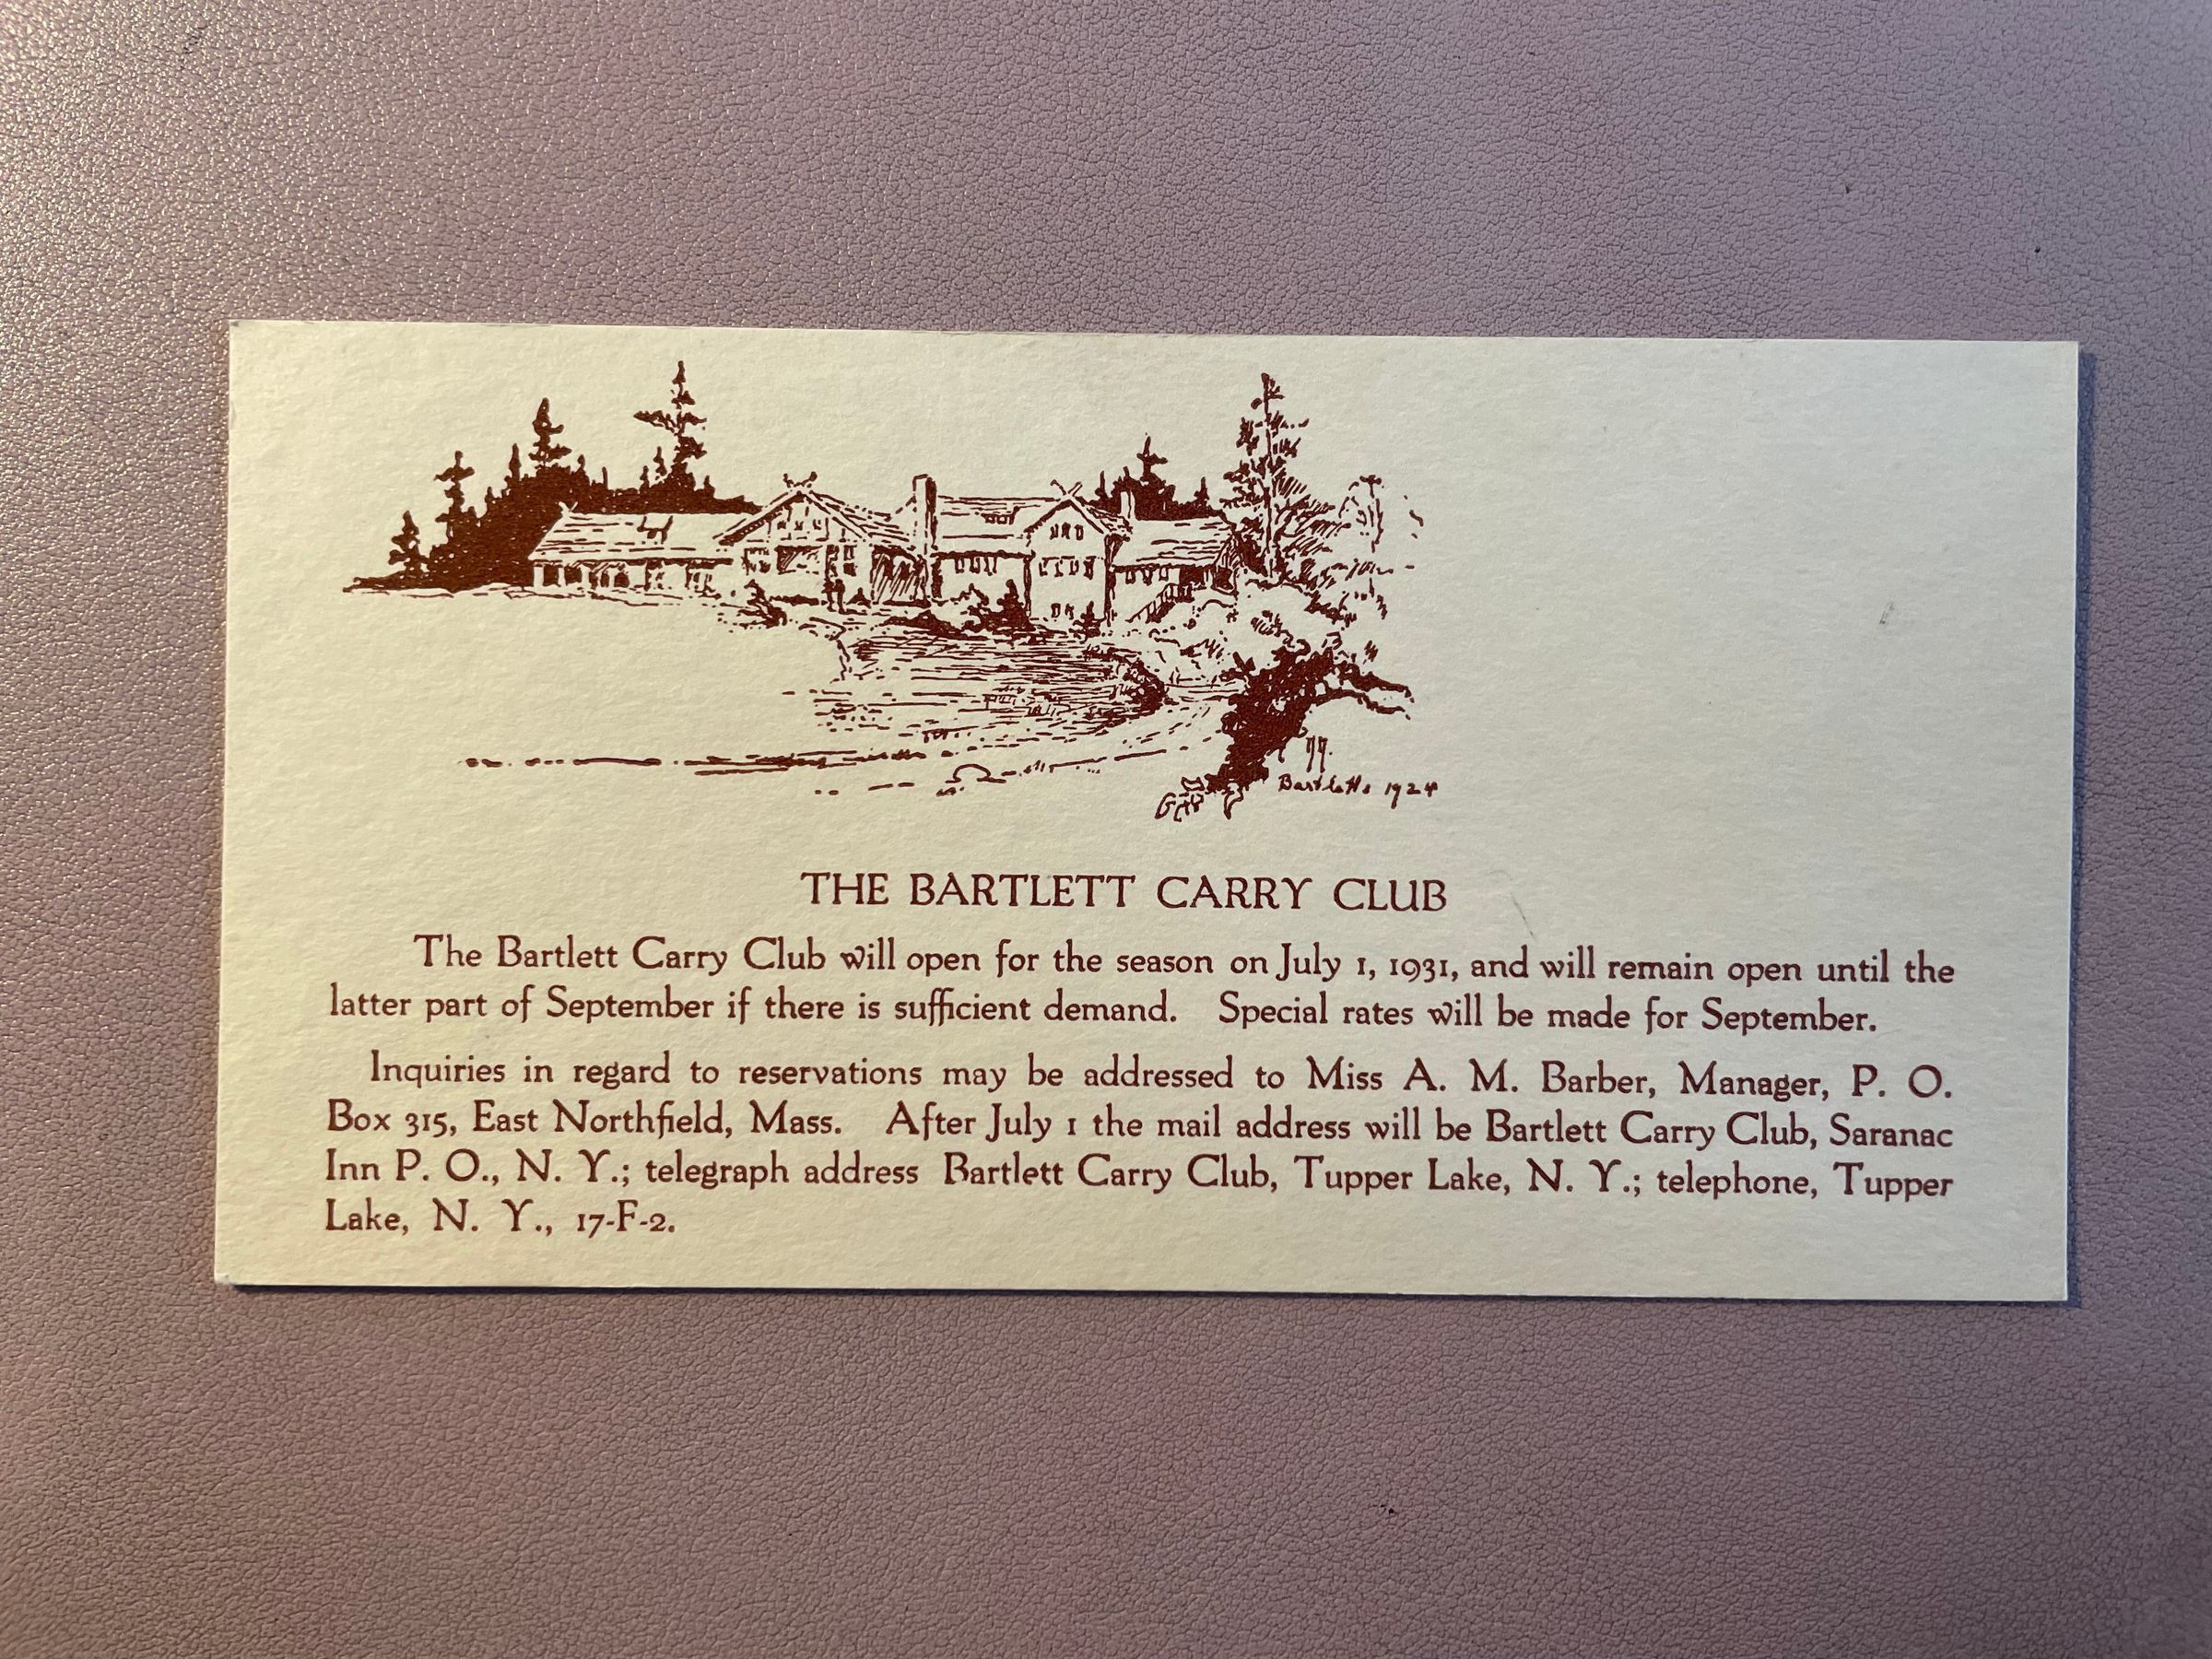 Bartletts 1924
THE BARTLETT CARRY CLUB
The Bartlett Carry Club will open for the season on July 1, 1931, and will remain open until the
latter part of September if there is sufficient demand. Special rates will be made for September.
Inquiries in regard to reservations may be addressed to Miss A. M. Barber, Manager, P. O.
Box 315, East Northfield, Mass. After July 1 the mail address will be Bartlett Carry Club, Saranac
Inn P. O., N. Y.; telegraph address Bartlett Carry Club, Tupper Lake, N. Y.; telephone, Tupper
Lake, N. Y., 17-F-2.